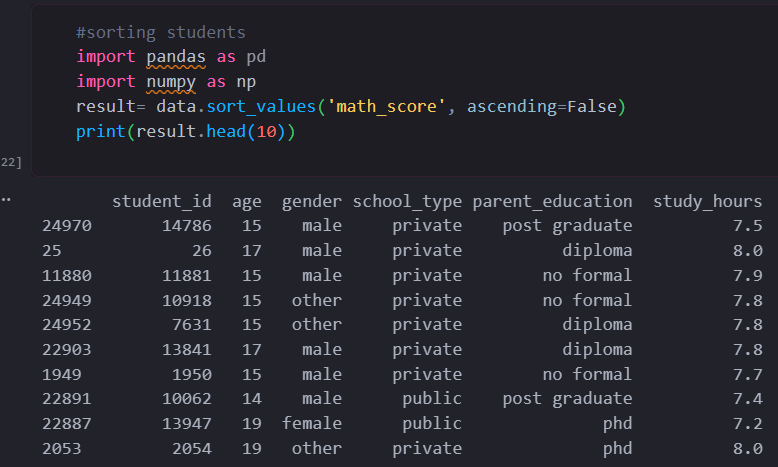 #sorting students
import pandas as pd
import numpy as np
result= data.sort_values('math_score', ascending=False)
print(result.head(10))
22]
..
student_id age gender school_type parent_education study_hours
24970 14786 15 male private post graduate 7.5
25 26 17 male private diploma 8.0
11880 11881 15 male private no formal 7.9
24949 10918 15 other private no formal 7.8
24952 7631 15 other private diploma 7.8
22903 13841 17 male private diploma 7.8
1949 1950 15 male private no formal 7.7
22891 10062 14 male public post graduate 7.4
22887 13947 19 female public phd 7.2
2053 2054 19 other private phd 8.0